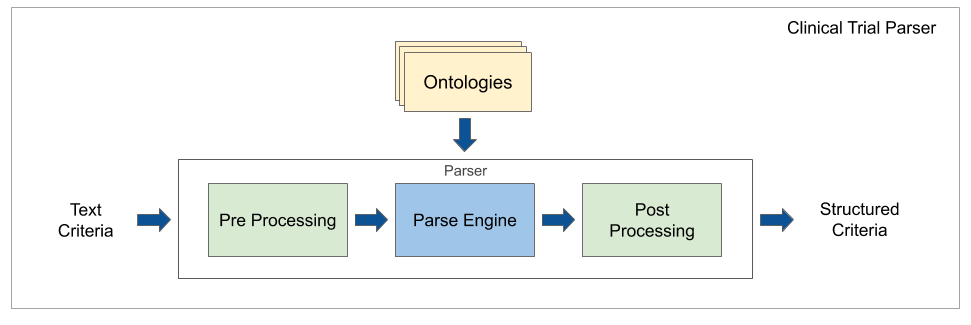 Clinical Trial Parser
Ontologies
Parser
Text
Criteria
Pre Processing
Parse Engine
Post
Processing
Structured
Criteria